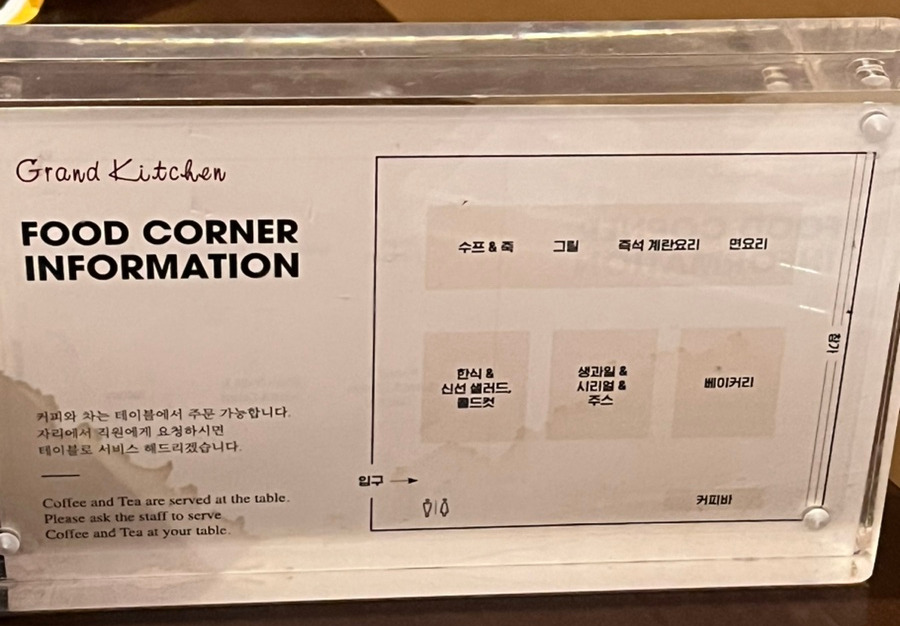 Grand Kitchen
FOOD CORNER
INFORMATION
커피와 차는 테이블에서 주문 가능합니다.
자리에서 직원에게 요청하시면
테이블로 서비스 해드리겠습니다.
Coffee and Tea are served at the table.
Please ask the staff to serve
Coffee and Tea at your table.
수프 & 죽 그릴 즉석 계란요리 면요리
한식 &
신선 샐러드,
콜드컷
생과일 &
시리얼 &
주스
베이커리
창가
입구
커피바